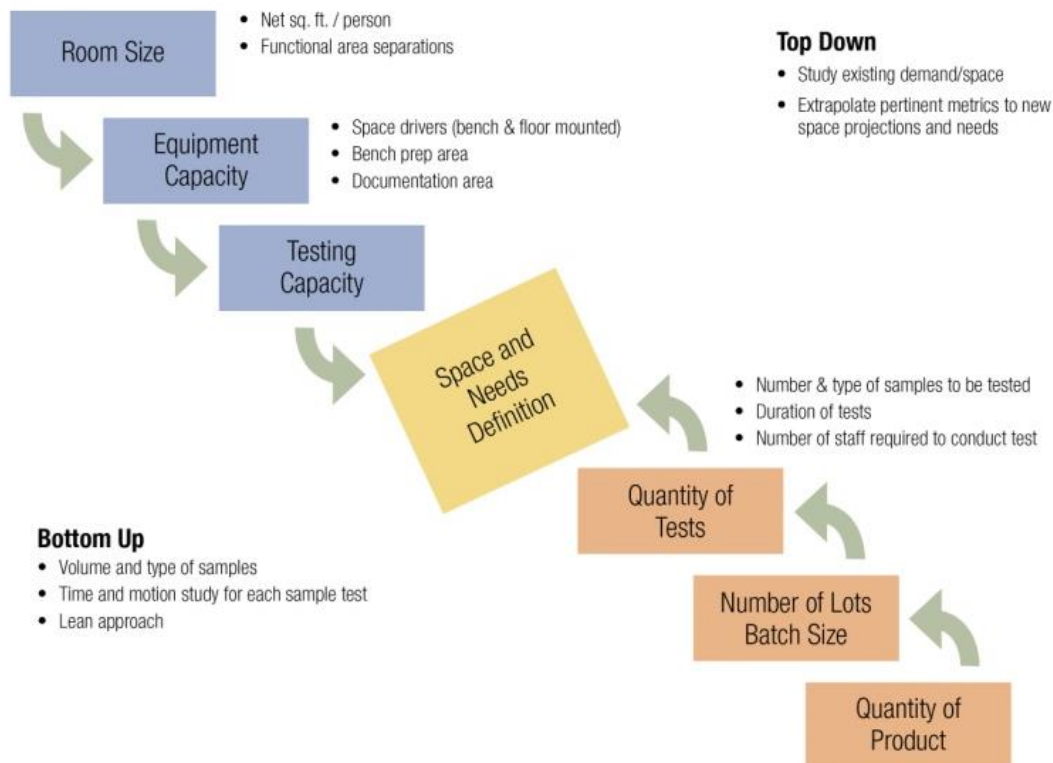 Room Size
• Net sq. ft. / person
• Functional area separations
Top Down
• Study existing demand/space
• Extrapolate pertinent metrics to new
space projections and needs
Equipment
Capacity
• Space drivers (bench & floor mounted)
• Bench prep area
• Documentation area
Testing
Capacity
Space and
Needs
Definition
• Number & type of samples to be tested
• Duration of tests
• Number of staff required to conduct test
Quantity of
Tests
Bottom Up
• Volume and type of samples
• Time and motion study for each sample test
• Lean approach
Number of Lots
Batch Size
Quantity of
Product